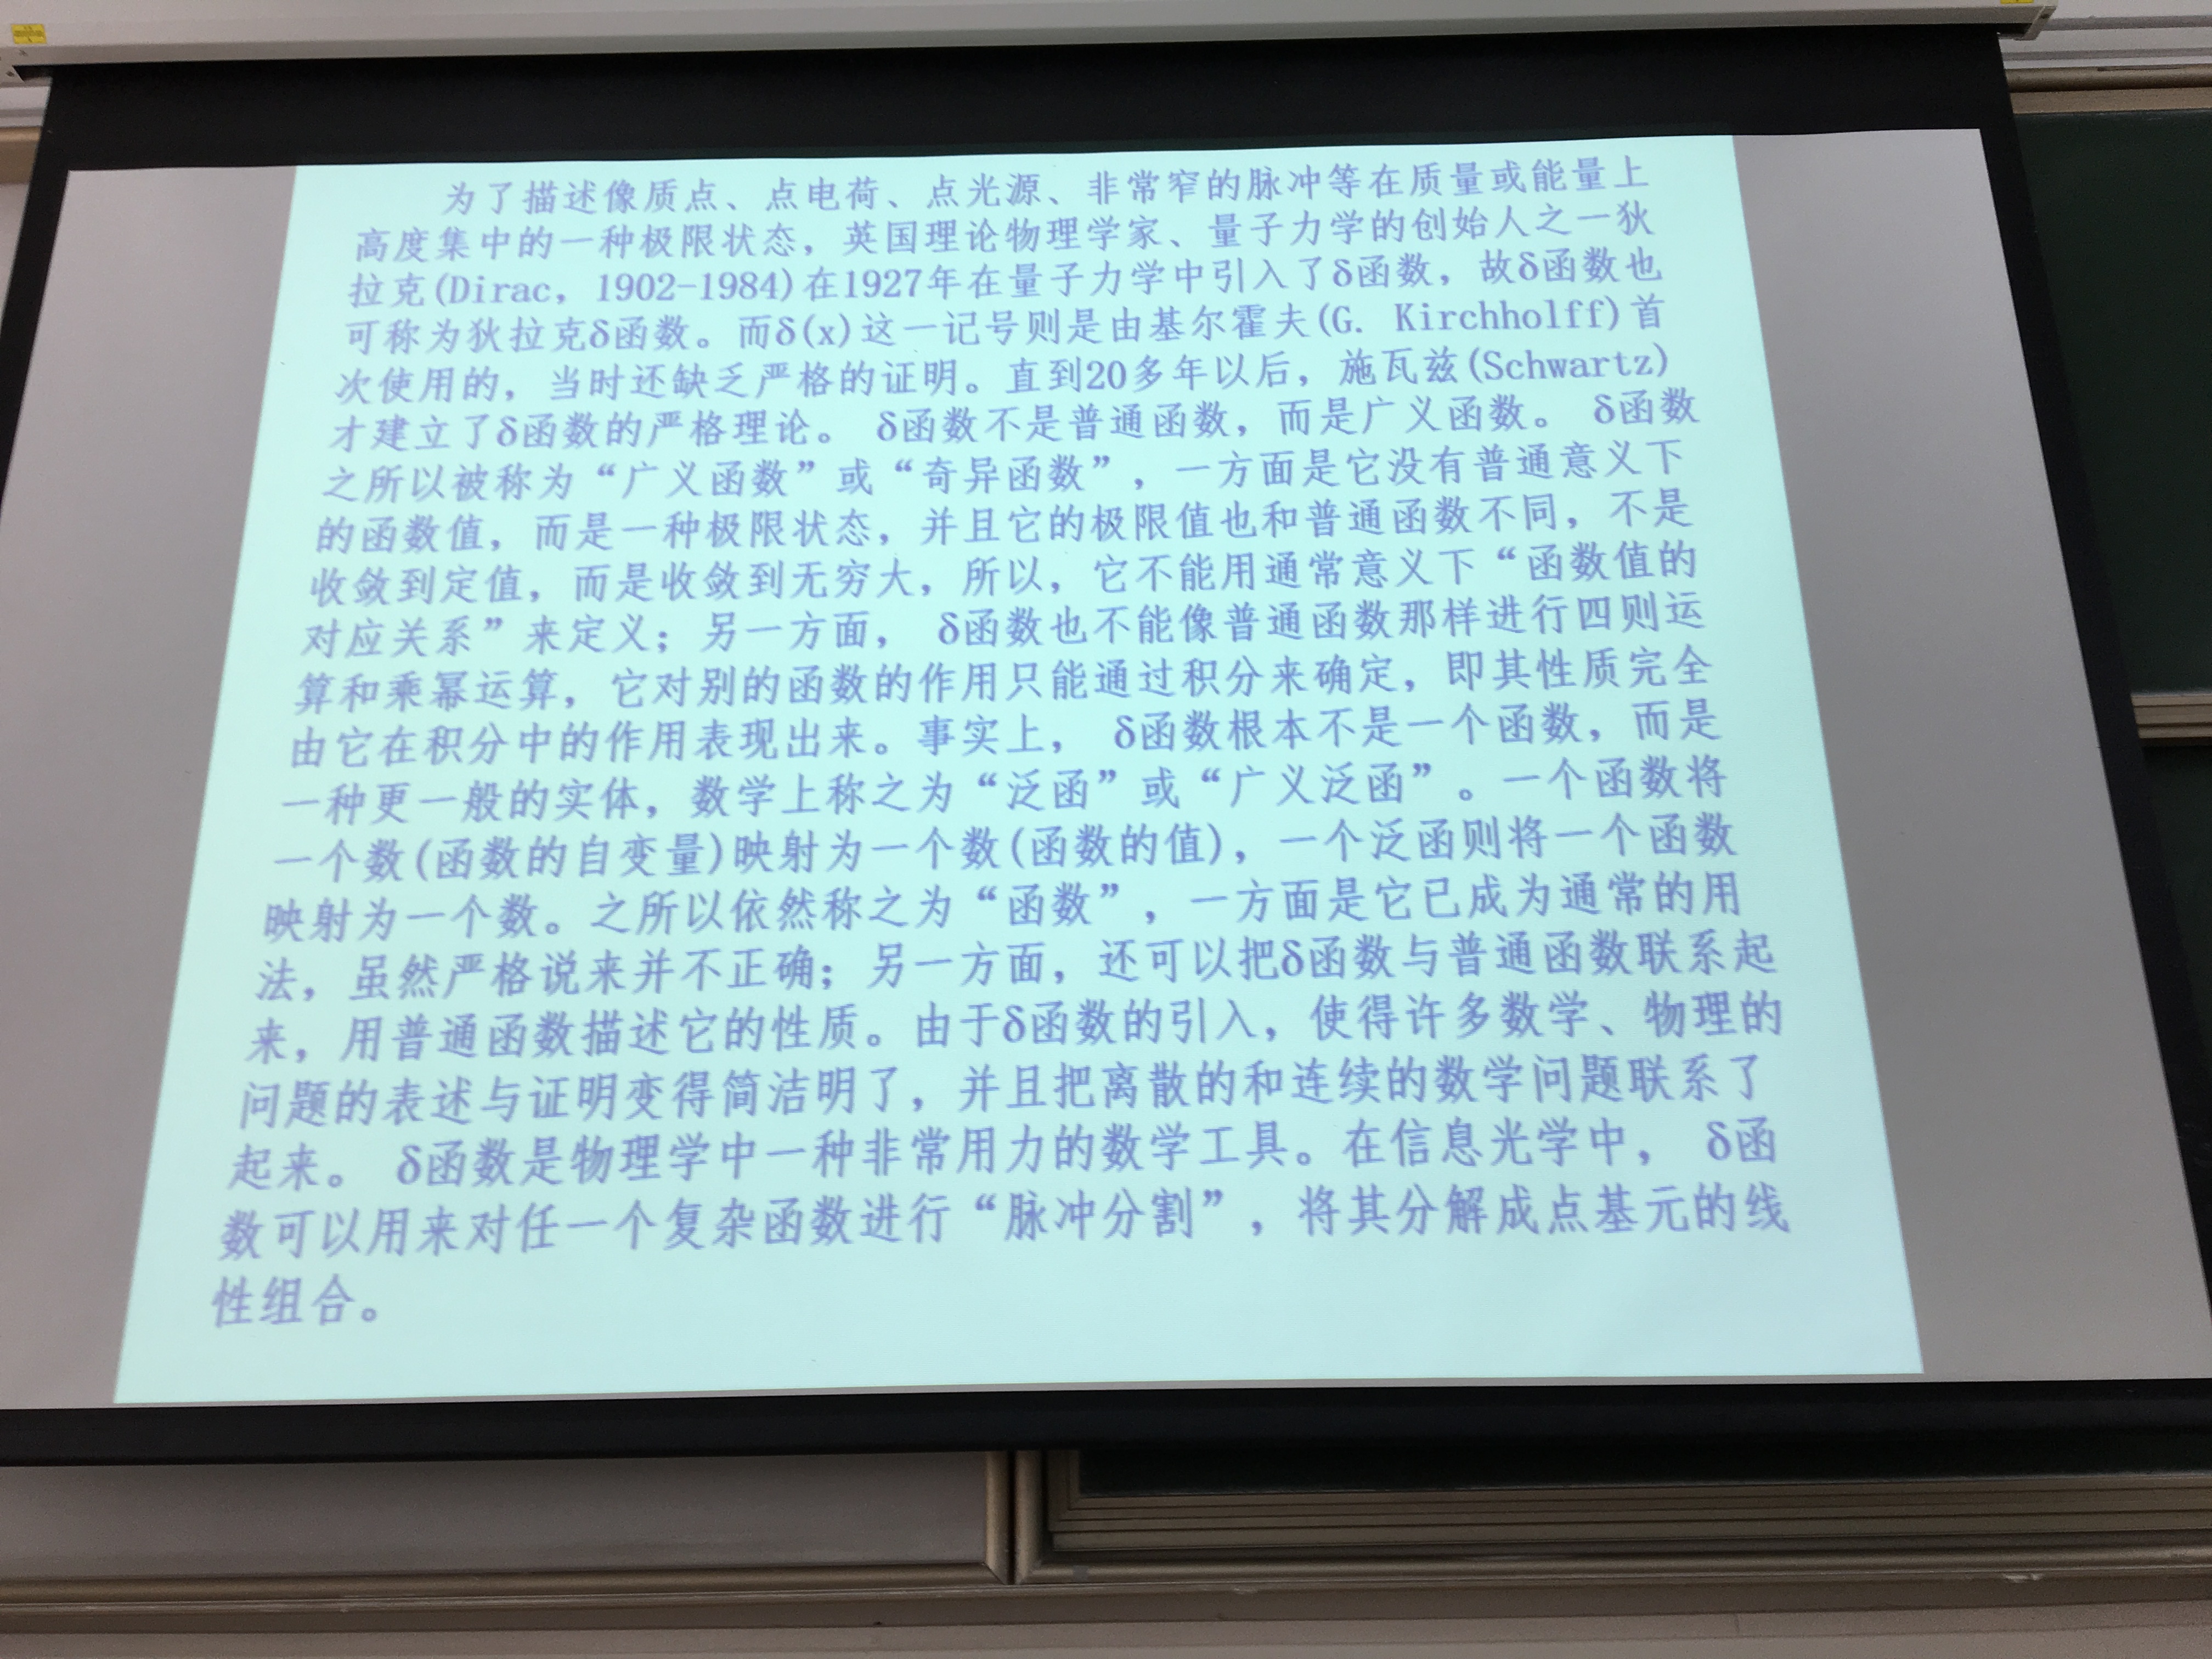 为了描述像质点、点电荷、点光源、非常窄的脉冲等在质量或能量上
高度集中的一种极限状态，英国理论物理学家、量子力学的创始人之一狄
拉克(Dirac, 1902-1984)在1927年在量子力学中引入了δ函数，故δ函数也
可称为狄拉克δ函数。而δ(x)这一记号则是由基尔霍夫(G. Kirchholff)首
次使用的，当时还缺乏严格的证明。直到20多年以后，施瓦兹(Schwartz)
才建立了δ函数的严格理论。 δ函数不是普通函数，而是广义函数。 δ函数
之所以被称为“广义函数”或“奇异函数”，一方面是它没有普通意义下
的函数值，而是一种极限状态，并且它的极限值也和普通函数不同，不是
收敛到定值，而是收敛到无穷大，所以，它不能用通常意义下“函数值的
对应关系”来定义；另一方面， δ函数也不能像普通函数那样进行四则运
算和乘幂运算，它对别的函数的作用只能通过积分来确定，即其性质完全
由它在积分中的作用表现出来。事实上， δ函数根本不是一个函数，而是
一种更一般的实体，数学上称之为“泛函”或“广义泛函”。一个函数将
一个数(函数的自变量)映射为一个数(函数的值)，一个泛函则将一个函数
映射为一个数。之所以依然称之为“函数”，一方面是它已成为通常的用
法，虽然严格说来并不正确；另一方面，还可以把δ函数与普通函数联系起
来，用普通函数描述它的性质。由于δ函数的引入，使得许多数学、物理的
问题的表述与证明变得简洁明了，并且把离散的和连续的数学问题联系了
起来。 δ函数是物理学中一种非常用力的数学工具。在信息光学中， δ函
数可以用来对任一个复杂函数进行“脉冲分割”，将其分解成点基元的线
性组合。